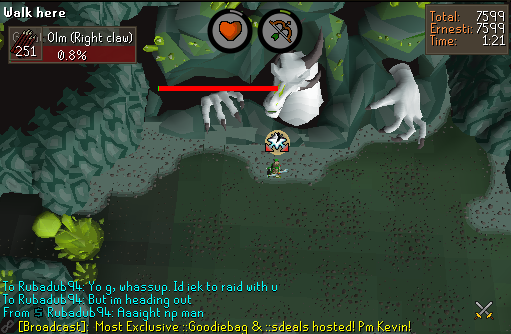 Walk here
Olm (Right claw)
251
0.8%
Total: 7599
Ernesti: 7599
Time: 1:21
To Rubadub94: Yo g, whassup. Id iek to raid with u
To Rubadub94: But im heading out
From S Rubadub94: Aaaight np man
[Broadcast]: Most Exclusive ::Goodiebag & ::sdeals hosted! Pm Kevin!